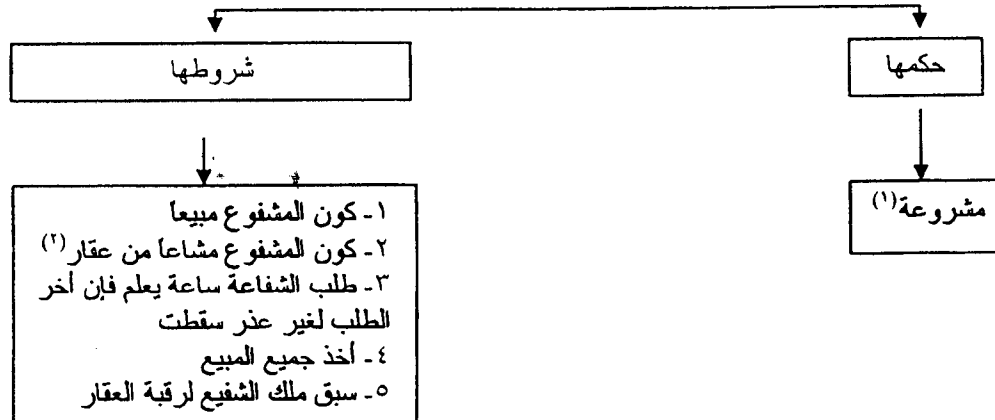 حكمها
مشروعة(١)
شروطها
١- كون المشفوع مبيعاً
٢- كون المشفوع مشاعاً من عقار(٢)
٣- طلب الشفاعة ساعة يعلم فإن أخر
الطلب لغير عذر سقطت
٤- أخذ جميع المبيع
٥- سبق ملك الشفيع لرقبة العقار